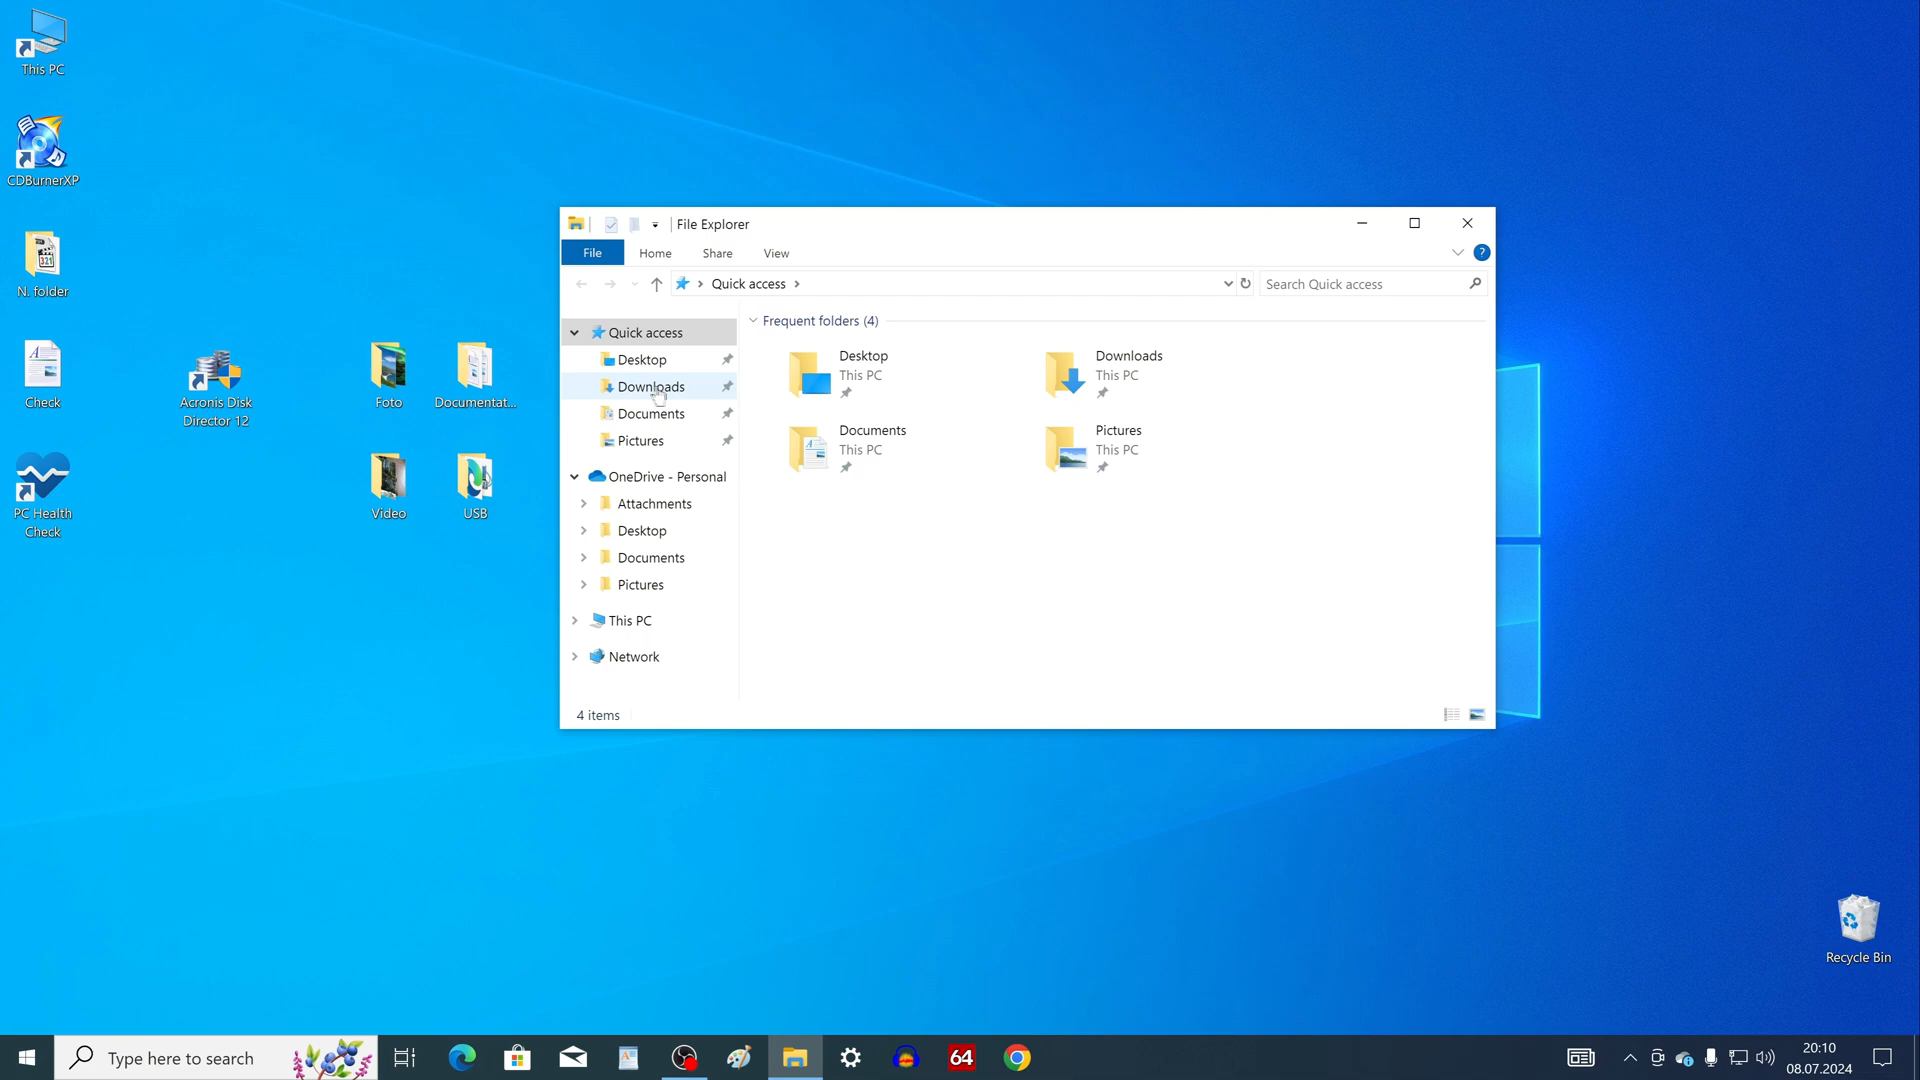 This PC
CDBurnerXP
N. folder
Check
PC Health
Check
Acronis Disk
Director 12
Foto
Documentat...
Video
USB
File Explorer
File
Home
Share
View
?
Quick access
Search Quick access
Quick access
Desktop
Downloads
Documents
Pictures
OneDrive - Personal
Attachments
Desktop
Documents
Pictures
This PC
Network
Frequent folders (4)
Desktop
This PC
Downloads
This PC
Documents
This PC
Pictures
This PC
4 items
Recycle Bin
Type here to search
64
20:10
08.07.2024